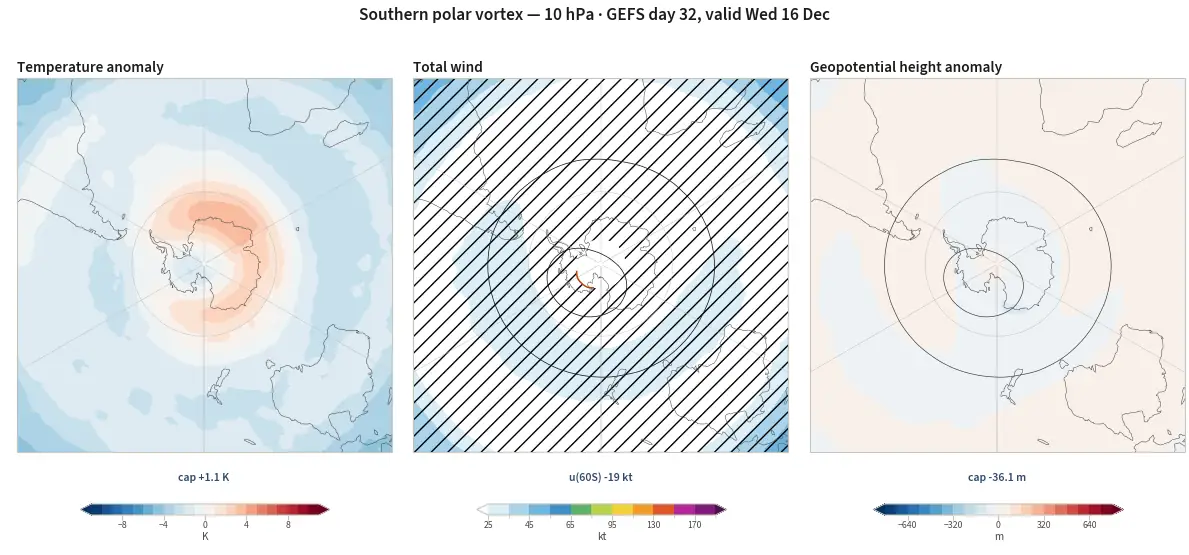 Southern polar vortex — 10 hPa · GEFS day 32, valid Wed 16 Dec
Temperature anomaly
Total wind
Geopotential height anomaly
cap +1.1 K
u(60S) -19 kt
cap -36.1 m
−8 −4 0 4 8
K
25 45 65 95 130 170
kt
−640 −320 0 320 640
m